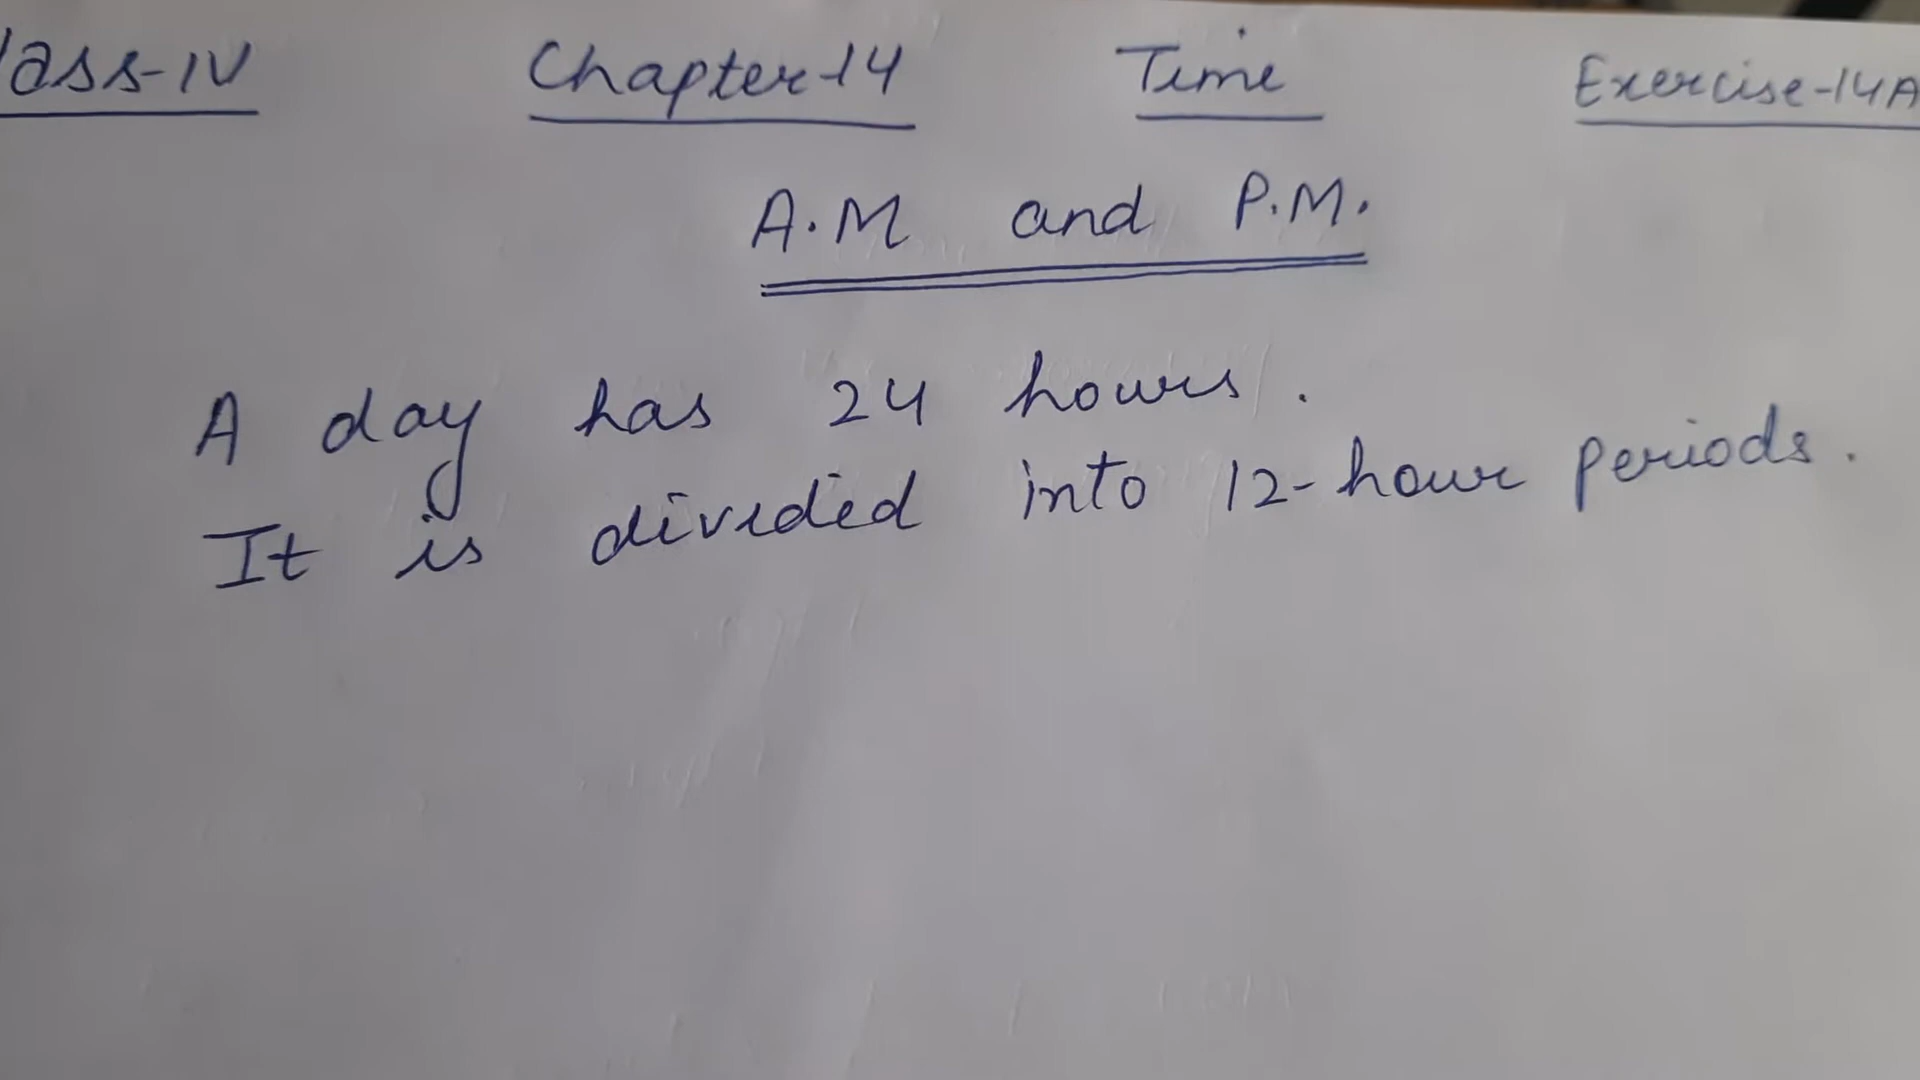 lass-IV Chapter-14 Time Exercise-14A
A.M and P.M.
A day has 24 hours.
It is divided into 12-hour periods.